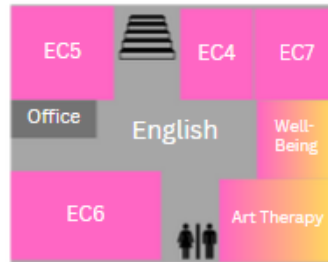 EC5
EC4
EC7
Office
English
Well-
Being
EC6
Art Therapy